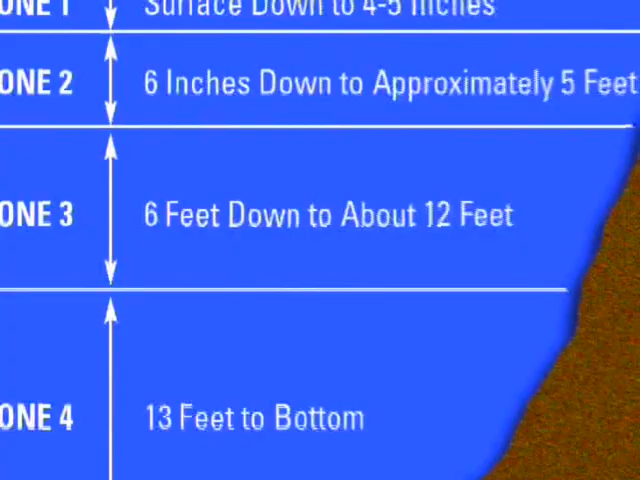 ONE 1 Surface Down to 4-5 Inches
ONE 2 6 Inches Down to Approximately 5 Feet
ONE 3 6 Feet Down to About 12 Feet
ONE 4 13 Feet to Bottom